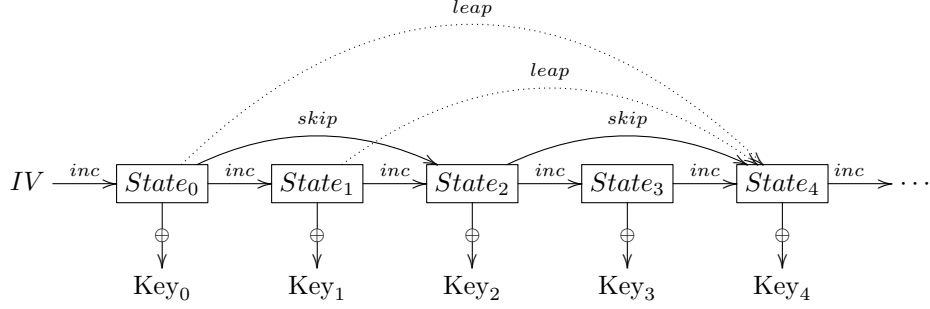 leap
leap
skip skip
IV inc State₀ inc State₁ inc State₂ inc State₃ inc State₄ inc ⋯
⊕ ⊕ ⊕ ⊕ ⊕
Key₀ Key₁ Key₂ Key₃ Key₄